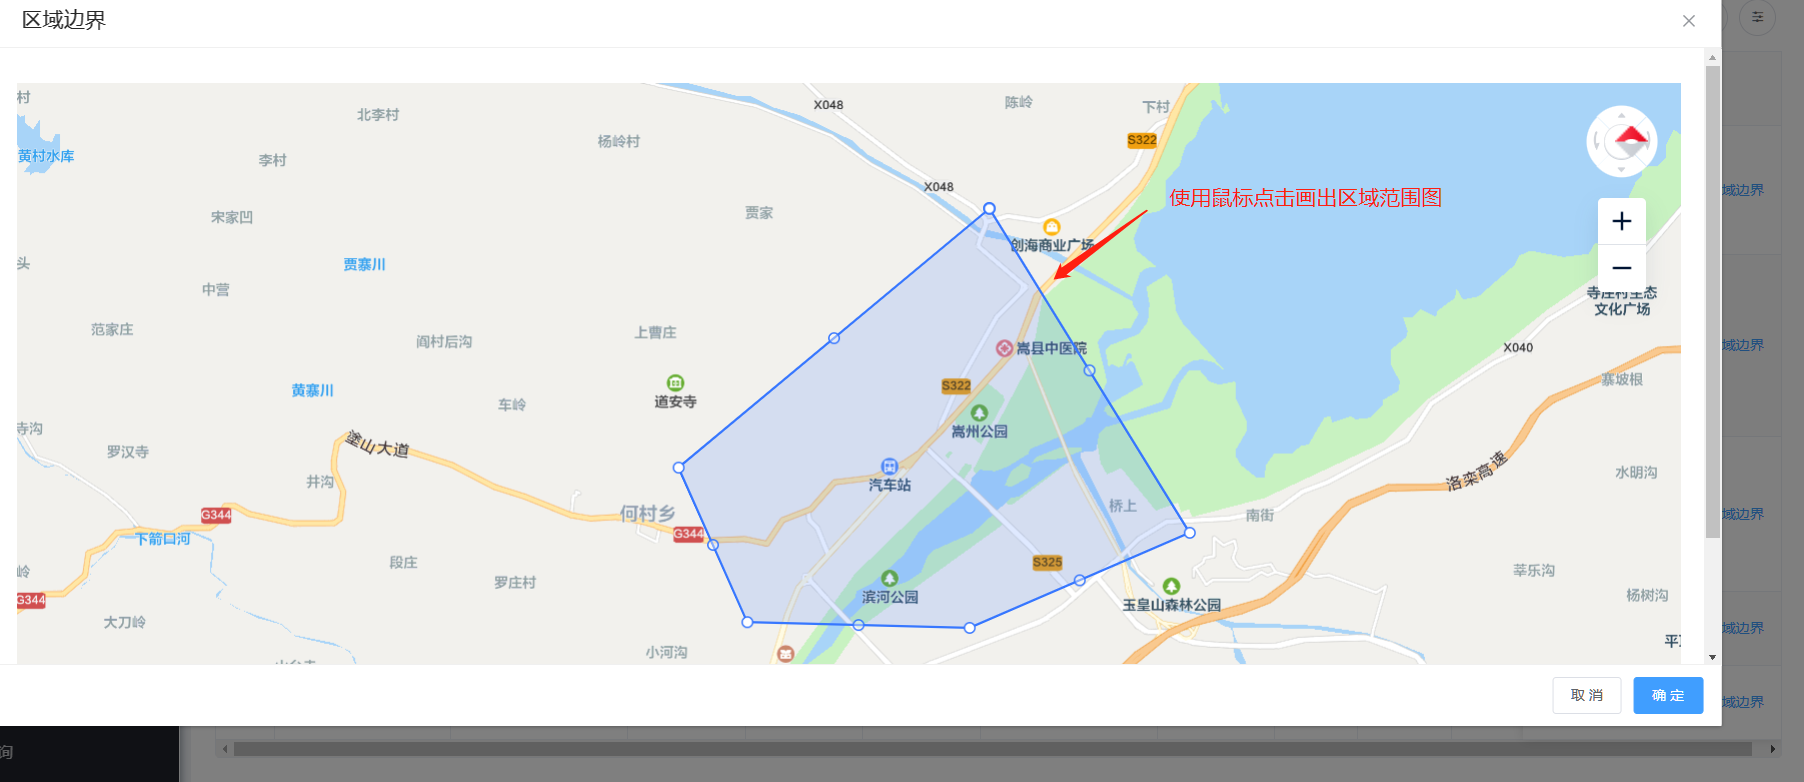 区域边界
村
北李村
X048
陈岭
下村
S322
杨岭村
黄村水库
李村
X048
域边界
使用鼠标点击画出区域范围图
宋家凹
贾家
创海商业广场
头
贾寨川
中营
寺庄村生态
文化广场
范家庄
上曹庄
阎村后沟
嵩县中医院
X040
域边界
S322
寨坡根
黄寨川
道安寺
车岭
寺沟
嵩州公园
塗山大道
罗汉寺
洛栾高速
水明沟
井沟
汽车站
桥上
G344
何村乡
南街
域边界
G344
下箭口河
段庄
S325
莘乐沟
岭
罗庄村
滨河公园
玉皇山森林公园
杨树沟
G344
大刀岭
域边界
平
小河沟
取消
确定
域边界
询